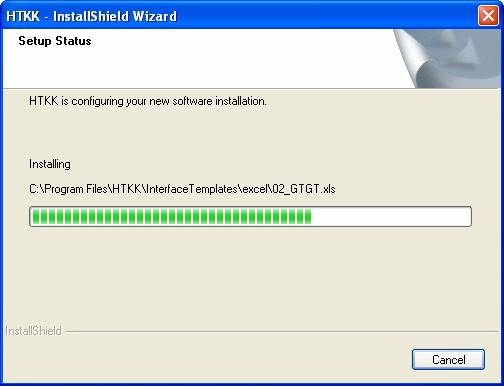 HTKK - InstallShield Wizard
Setup Status
HTKK is configuring your new software installation.
Installing
C:\Program Files\HTKK\InterfaceTemplates\excel\02_GTGT.xls
InstallShield
Cancel